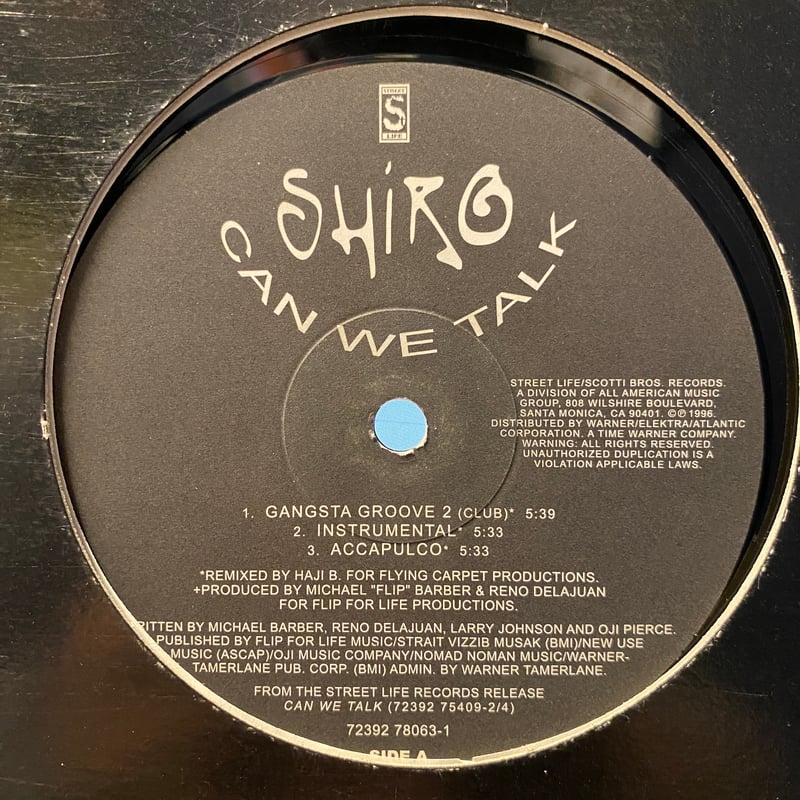 STREET
S
LIFE
SHiRO
CAN WE TALK
STREET LIFE/SCOTTI BROS. RECORDS.
A DIVISION OF ALL AMERICAN MUSIC
GROUP, 808 WILSHIRE BOULEVARD,
SANTA MONICA, CA 90401. ©℗ 1996.
DISTRIBUTED BY WARNER/ELEKTRA/ATLANTIC
CORPORATION. A TIME WARNER COMPANY.
WARNING: ALL RIGHTS RESERVED.
UNAUTHORIZED DUPLICATION IS A
VIOLATION APPLICABLE LAWS.
1. GANGSTA GROOVE 2 (CLUB)* 5:39
2. INSTRUMENTAL* 5:33
3. ACCAPULCO* 5:33
*REMIXED BY HAJI B. FOR FLYING CARPET PRODUCTIONS.
+PRODUCED BY MICHAEL "FLIP" BARBER & RENO DELAJUAN
FOR FLIP FOR LIFE PRODUCTIONS.
RITTEN BY MICHAEL BARBER, RENO DELAJUAN, LARRY JOHNSON AND OJI PIERCE.
PUBLISHED BY FLIP FOR LIFE MUSIC/STRAIT VIZZIB MUSAK (BMI)/NEW USE
MUSIC (ASCAP)/OJI MUSIC COMPANY/NOMAD NOMAN MUSIC/WARNER-
TAMERLANE PUB. CORP. (BMI) ADMIN. BY WARNER TAMERLANE.
FROM THE STREET LIFE RECORDS RELEASE
CAN WE TALK (72392 75409-2/4)
72392 78063-1
SIDE A